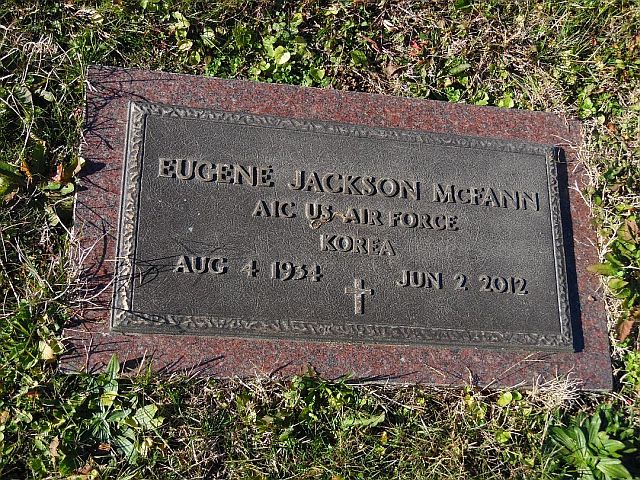 EUGENE JACKSON McFANN
A1C US AIR FORCE
KOREA
AUG 4 1934 JUN 2 2012